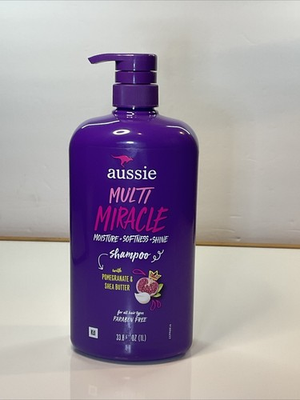 aussie
MULTI
MIRACLE
MOISTURE + SOFTNESS + SHINE
shampoo
with
POMEGRANATE &
SHEA BUTTER
for all hair types
PARABEN FREE
33.8 OZ (1L)